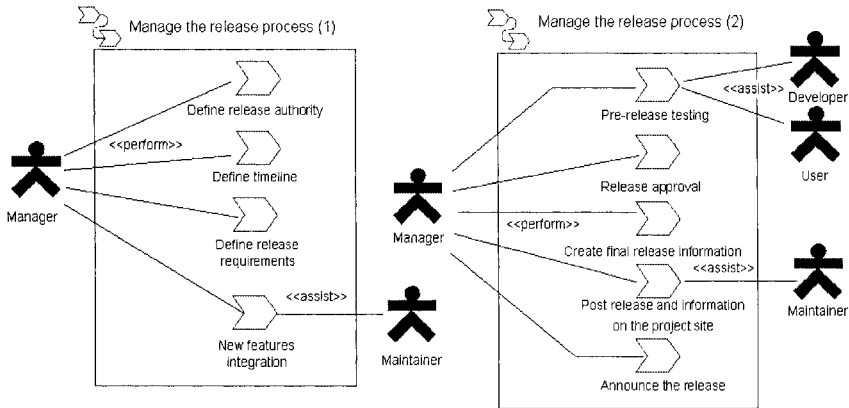 Manage the release process (1)
Define release authority
<<perform>>
Define timeline
Manager
Define release
requirements
<<assist>>
New features
integration
Maintainer
Manage the release process (2)
<<assist>>
Developer
Pre-release testing
User
Release approval
Manager
<<perform>>
Create final release information
<<assist>>
Post release and information
on the project site
Maintainer
Announce the release